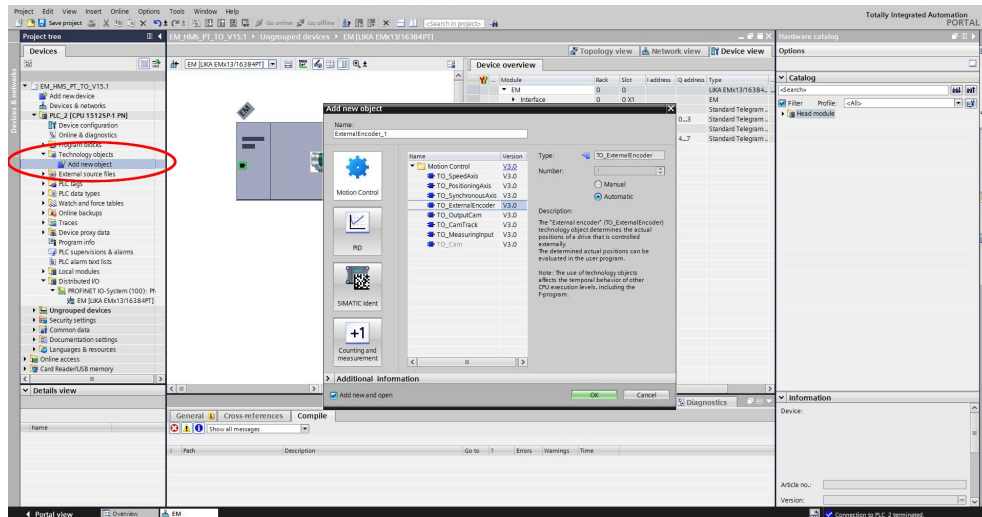 Project Edit View Insert Online Options Tools Window Help
Totally Integrated Automation
PORTAL
Save project
Go online Go offline
<Search in project>
Project tree
EM_HMS_PT_TO_V15.1 › Ungrouped devices › EM [LIKA EMx13/16384PT]
Hardware catalog
Devices
Topology view Network view Device view
Options
EM [LIKA EMx13/16384PT]
Device overview
Devices & networks
EM_HMS_PT_TO_V15.1
Add new device
Devices & networks
PLC_2 [CPU 1512SP-1 PN]
Device configuration
Online & diagnostics
Program blocks
Technology objects
Add new object
External source files
PLC tags
PLC data types
Watch and force tables
Online backups
Traces
Device proxy data
Program info
PLC supervisions & alarms
PLC alarm text lists
Local modules
Distributed I/O
PROFINET IO-System (100): PN
EM [LIKA EMx13/16384PT]
Ungrouped devices
Security settings
Common data
Documentation settings
Languages & resources
Online access
Card Reader/USB memory
Details view
Name
Module Rack Slot I address Q address Type
EM 0 0 LIKA EMx13/16384...
Interface 0 0 X1 EM
Standard Telegram...
0...3 Standard Telegram...
Standard Telegram...
4...7 Standard Telegram...
EM
Add new object
Name:
ExternalEncoder_1
Motion Control
PID
SIMATIC Ident
+1
Counting and
measurement
Name Version
Motion Control V3.0
TO_SpeedAxis V3.0
TO_PositioningAxis V3.0
TO_SynchronousAxis V3.0
TO_ExternalEncoder V3.0
TO_OutputCam V3.0
TO_CamTrack V3.0
TO_MeasuringInput V3.0
TO_Cam V3.0
Type: TO_ExternalEncoder
Number: 1
Manual
Automatic
Description:
The "External encoder" (TO_ExternalEncoder)
technology object determines the actual
positions of a drive that is controlled
externally.
The determined actual positions can be
evaluated in the user program.
Note: The use of technology objects
affects the temporal behavior of other
CPU execution levels, including the
F-program.
Additional information
Add new and open
OK Cancel
Diagnostics
General Cross-references Compile
Show all messages
! Path Description Go to ? Errors Warnings Time
Catalog
<Search>
Filter Profile: <All>
Head module
Information
Device:
Article no.:
Version:
Portal view Overview EM
Connection to PLC_2 terminated.